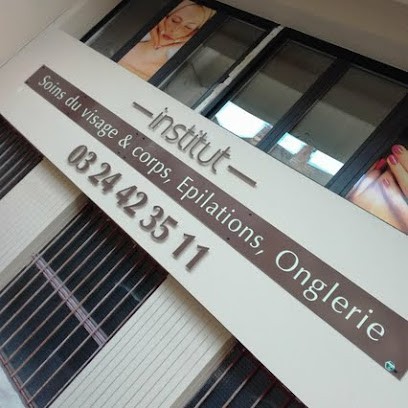 institut
Soins du visage & corps, Epilations, Onglerie
03 24 42 35 11